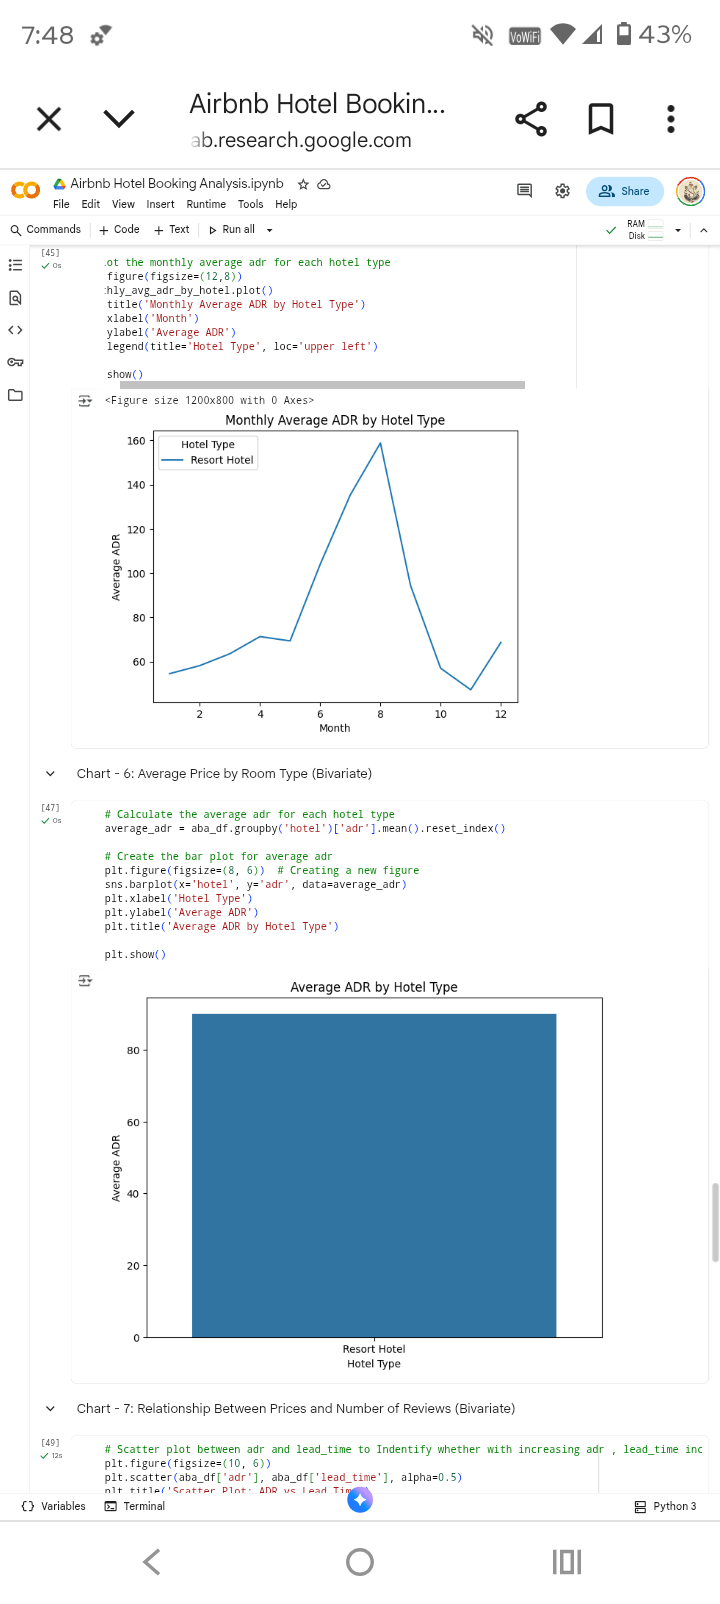 7:48
VoWiFi
43%
Airbnb Hotel Bookin...
ab.research.google.com
Airbnb Hotel Booking Analysis.ipynb
File Edit View Insert Runtime Tools Help
Share
Commands + Code + Text Run all
RAM
Disk
[45]
0s
ot the monthly average adr for each hotel type
figure(figsize=(12,8))
hly_avg_adr_by_hotel.plot()
title('Monthly Average ADR by Hotel Type')
xlabel('Month')
ylabel('Average ADR')
legend(title='Hotel Type', loc='upper left')
show()
<Figure size 1200x800 with 0 Axes>
Monthly Average ADR by Hotel Type
Hotel Type
Resort Hotel
160
140
120
100
80
60
Average ADR
2 4 6 8 10 12
Month
Chart - 6: Average Price by Room Type (Bivariate)
[47]
0s
# Calculate the average adr for each hotel type
average_adr = aba_df.groupby('hotel')['adr'].mean().reset_index()
# Create the bar plot for average adr
plt.figure(figsize=(8, 6))  # Creating a new figure
sns.barplot(x='hotel', y='adr', data=average_adr)
plt.xlabel('Hotel Type')
plt.ylabel('Average ADR')
plt.title('Average ADR by Hotel Type')
plt.show()
Average ADR by Hotel Type
80
60
40
20
0
Average ADR
Resort Hotel
Hotel Type
Chart - 7: Relationship Between Prices and Number of Reviews (Bivariate)
[49]
12s
# Scatter plot between adr and lead_time to Indentify whether with increasing adr , lead_time inc
plt.figure(figsize=(10, 6))
plt.scatter(aba_df['adr'], aba_df['lead_time'], alpha=0.5)
plt.title('Scatter Plot: ADR vs Lead Tim
Variables Terminal Python 3